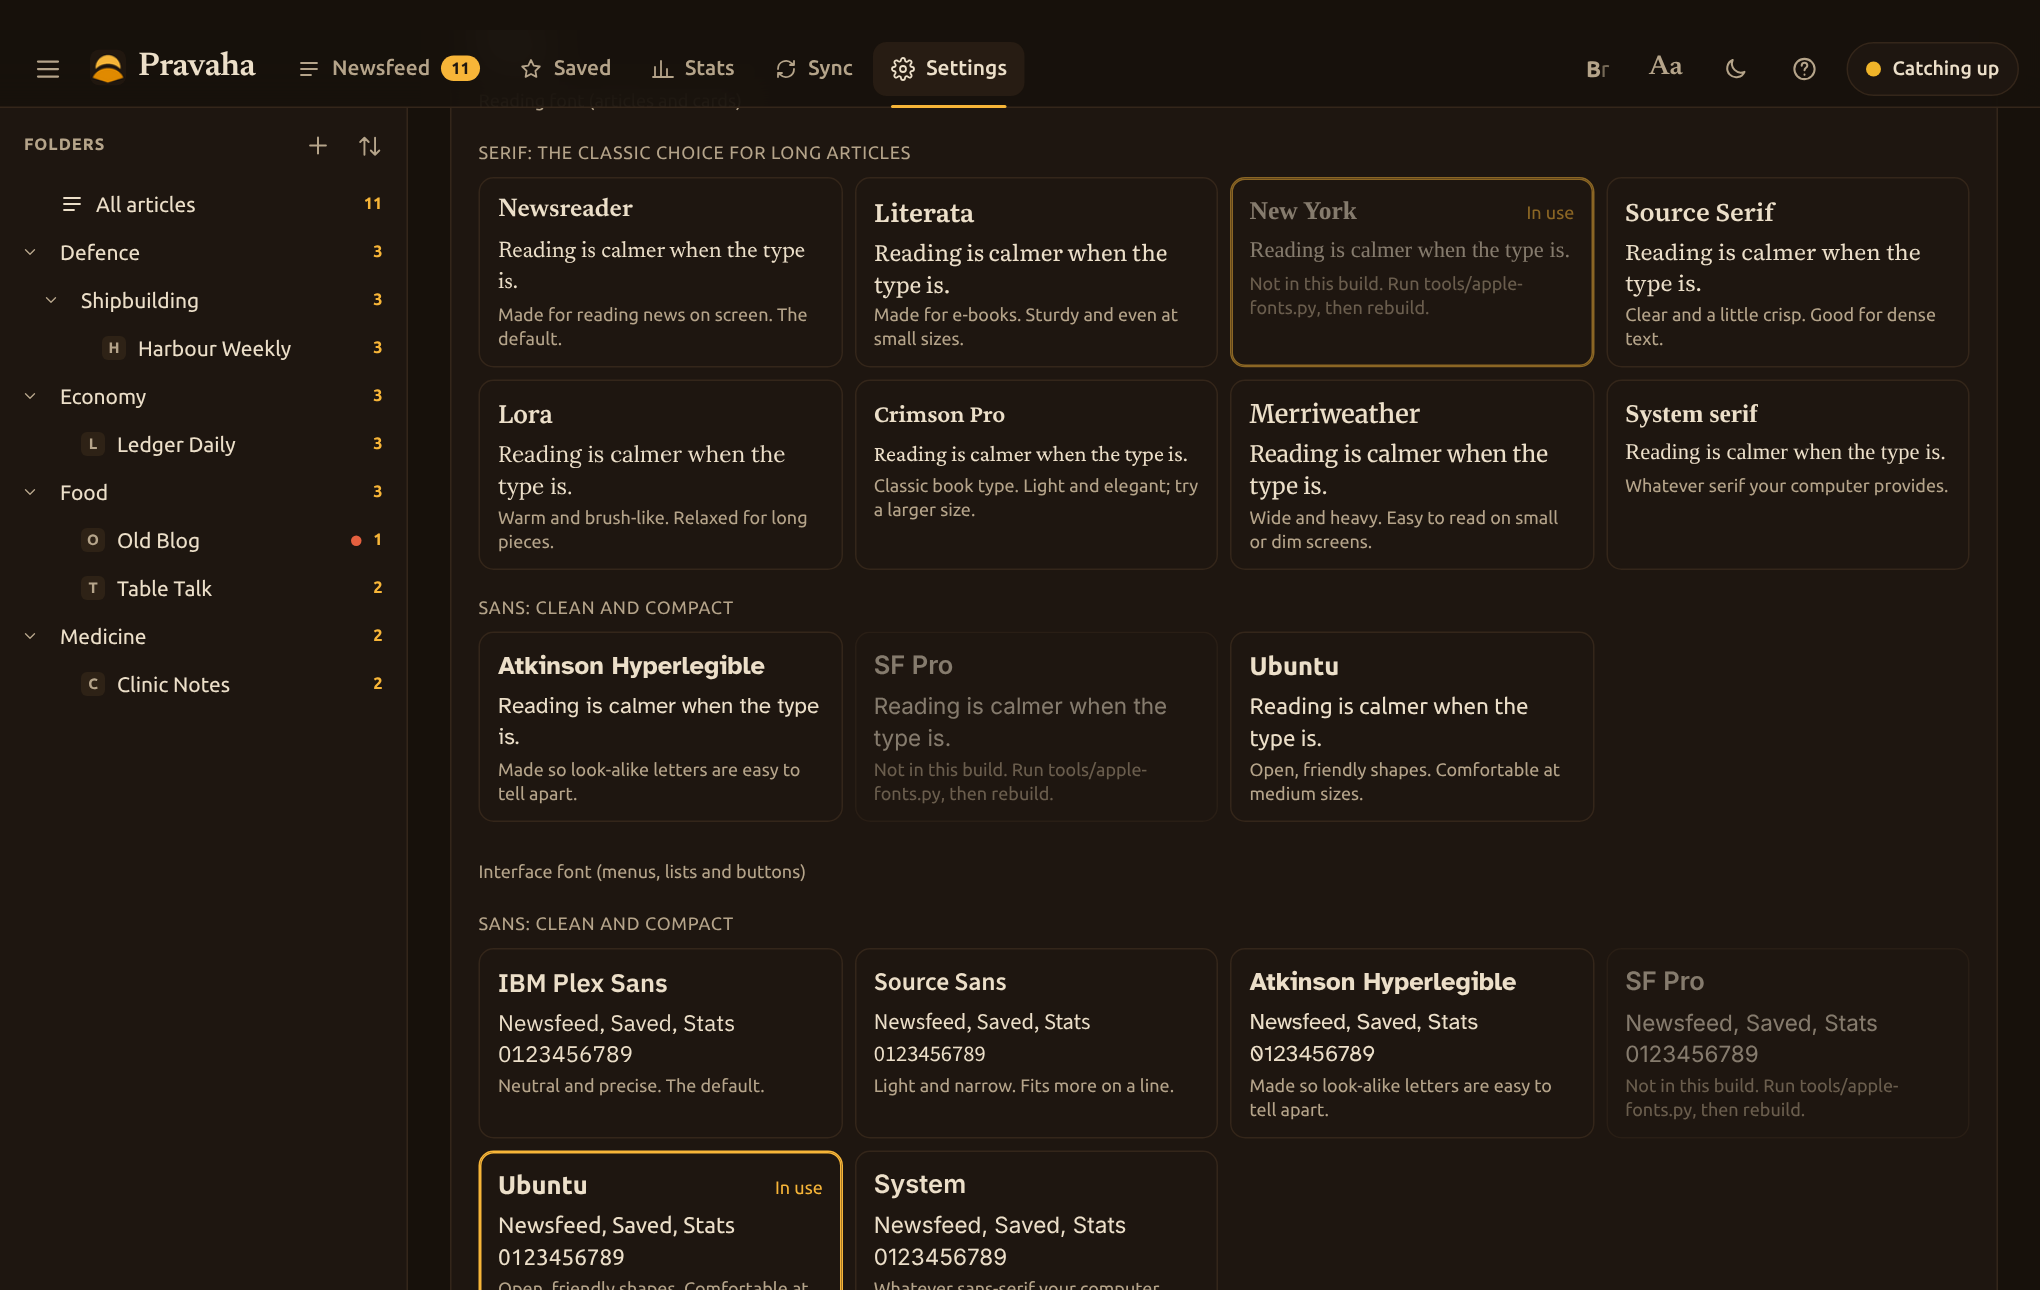 Pravaha
Newsfeed 11
Saved
Stats
Sync
Settings
Br
Aa
Catching up
FOLDERS
All articles 11
Defence 3
Shipbuilding 3
H Harbour Weekly 3
Economy 3
L Ledger Daily 3
Food 3
O Old Blog 1
T Table Talk 2
Medicine 2
C Clinic Notes 2
Reading font (articles and cards)
SERIF: THE CLASSIC CHOICE FOR LONG ARTICLES
Newsreader
Reading is calmer when the type
is.
Made for reading news on screen. The
default.
Literata
Reading is calmer when the
type is.
Made for e-books. Sturdy and even at
small sizes.
New York In use
Reading is calmer when the type is.
Not in this build. Run tools/apple-
fonts.py, then rebuild.
Source Serif
Reading is calmer when the
type is.
Clear and a little crisp. Good for dense
text.
Lora
Reading is calmer when the
type is.
Warm and brush-like. Relaxed for long
pieces.
Crimson Pro
Reading is calmer when the type is.
Classic book type. Light and elegant; try
a larger size.
Merriweather
Reading is calmer when the
type is.
Wide and heavy. Easy to read on small
or dim screens.
System serif
Reading is calmer when the type is.
Whatever serif your computer provides.
SANS: CLEAN AND COMPACT
Atkinson Hyperlegible
Reading is calmer when the type
is.
Made so look-alike letters are easy to
tell apart.
SF Pro
Reading is calmer when the
type is.
Not in this build. Run tools/apple-
fonts.py, then rebuild.
Ubuntu
Reading is calmer when the
type is.
Open, friendly shapes. Comfortable at
medium sizes.
Interface font (menus, lists and buttons)
SANS: CLEAN AND COMPACT
IBM Plex Sans
Newsfeed, Saved, Stats
0123456789
Neutral and precise. The default.
Source Sans
Newsfeed, Saved, Stats
0123456789
Light and narrow. Fits more on a line.
Atkinson Hyperlegible
Newsfeed, Saved, Stats
0123456789
Made so look-alike letters are easy to
tell apart.
SF Pro
Newsfeed, Saved, Stats
0123456789
Not in this build. Run tools/apple-
fonts.py, then rebuild.
Ubuntu In use
Newsfeed, Saved, Stats
0123456789
Open, friendly shapes. Comfortable at
System
Newsfeed, Saved, Stats
0123456789
Whatever sans-serif your computer